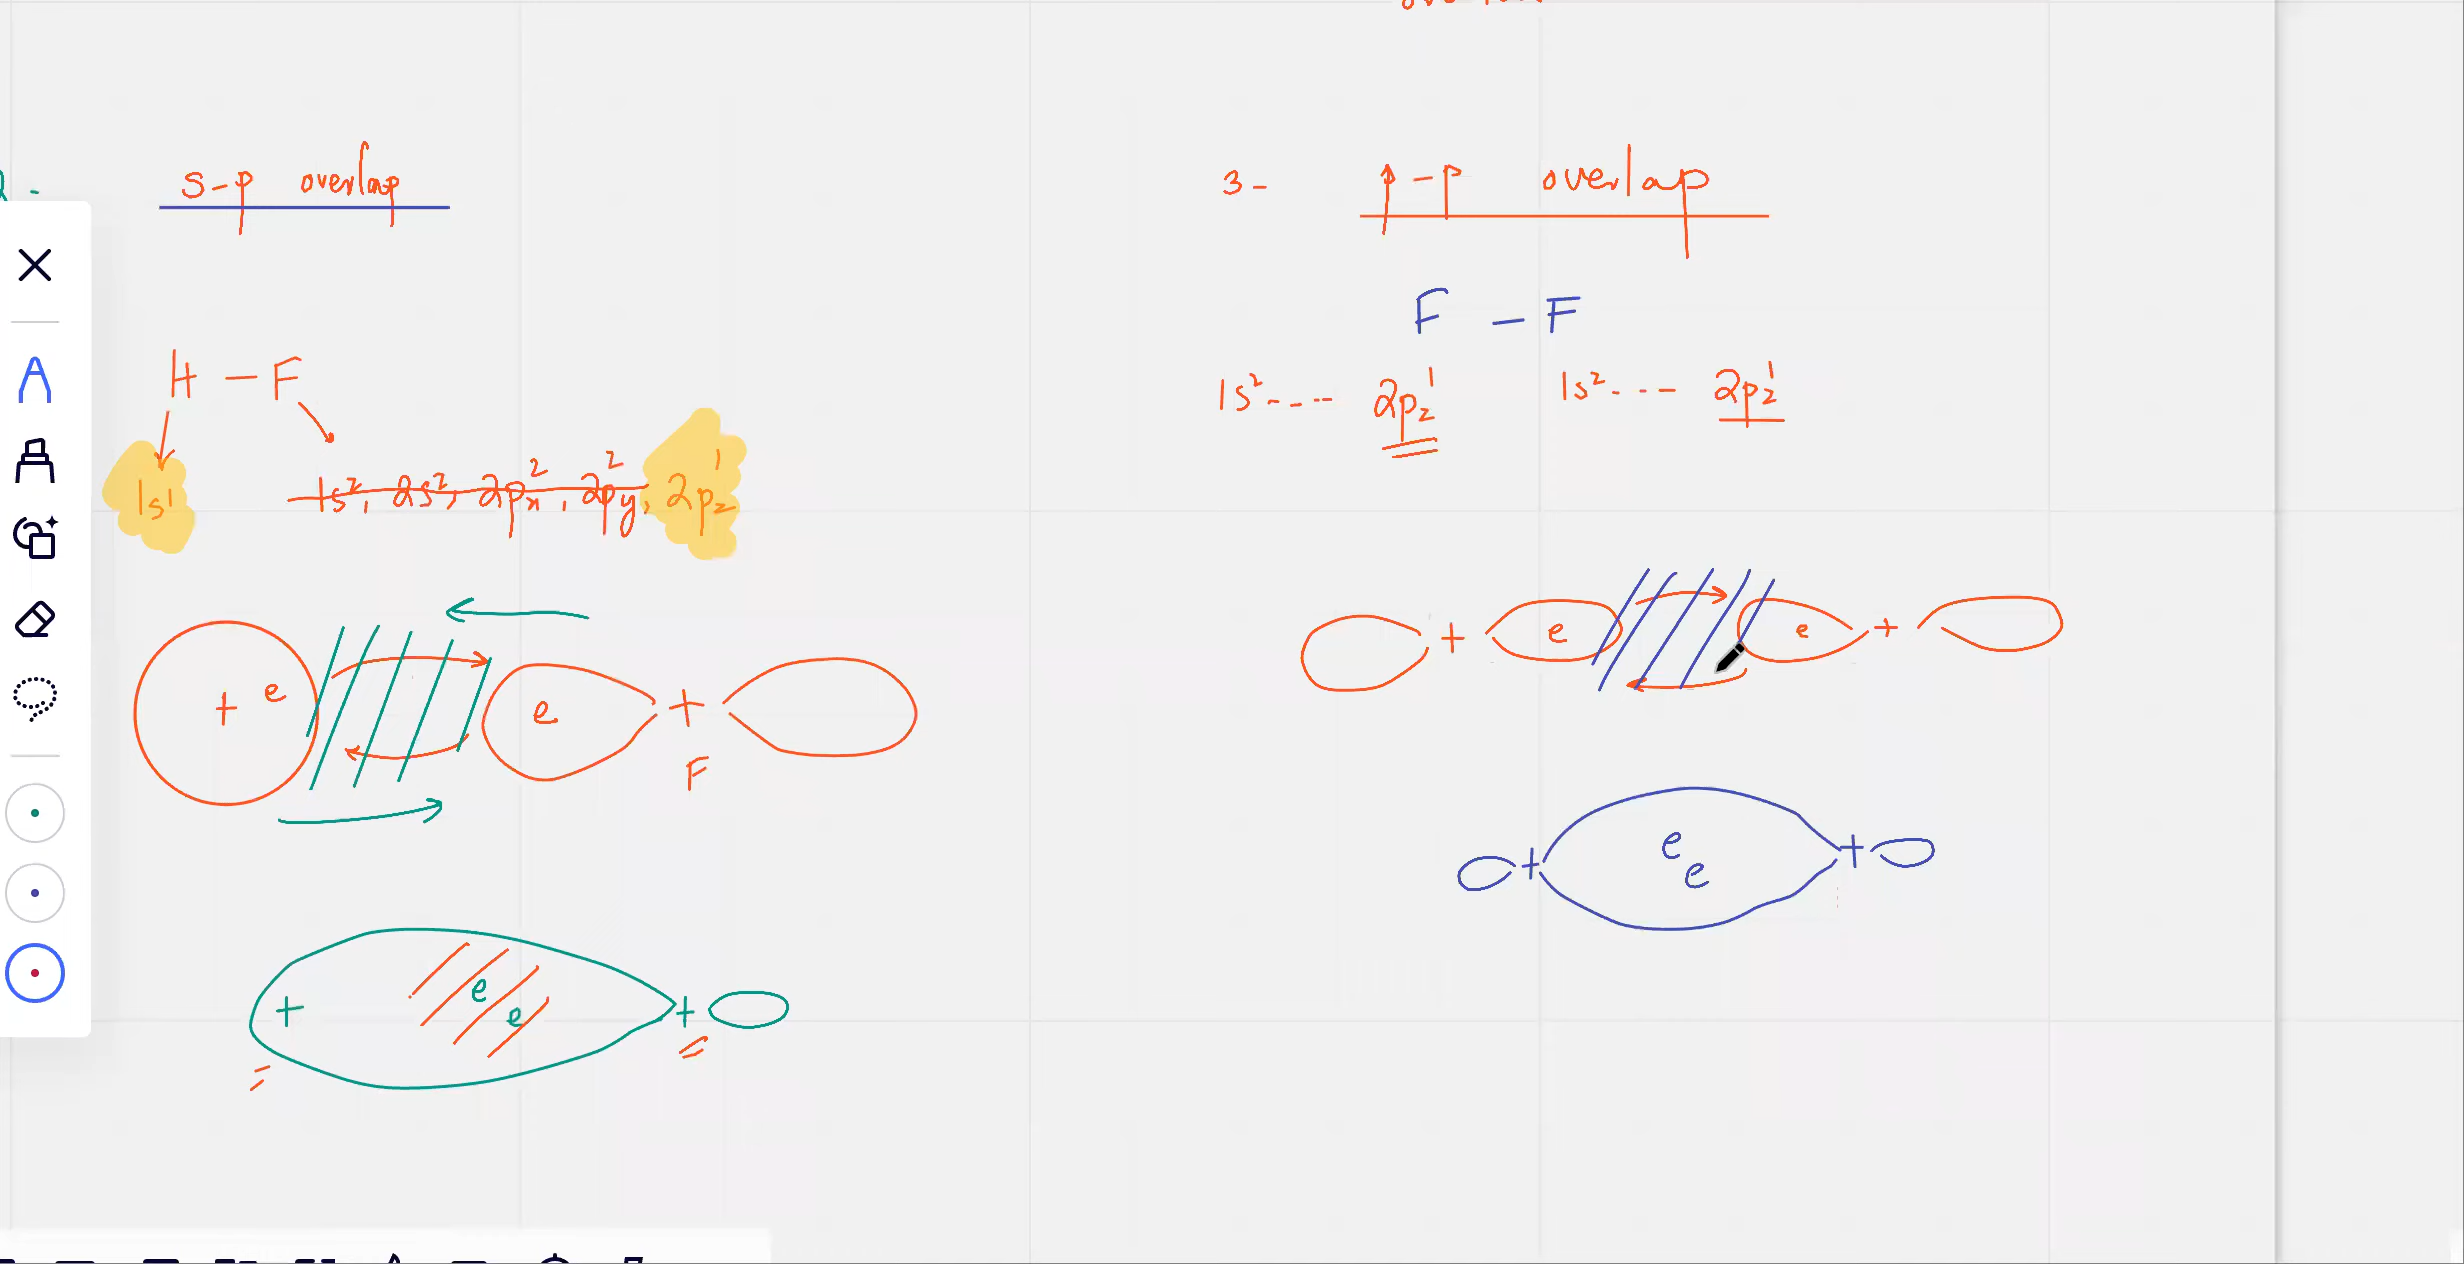 s-p overlap
H - F
1s¹ 1s², 2s², 2pₓ², 2py², 2p𝓏¹
+ e e + F
+ e e +
3- p-p overlap
F - F
1s² ---- 2p𝓏¹ 1s² --- 2p𝓏¹
+ e e +
+ e e +